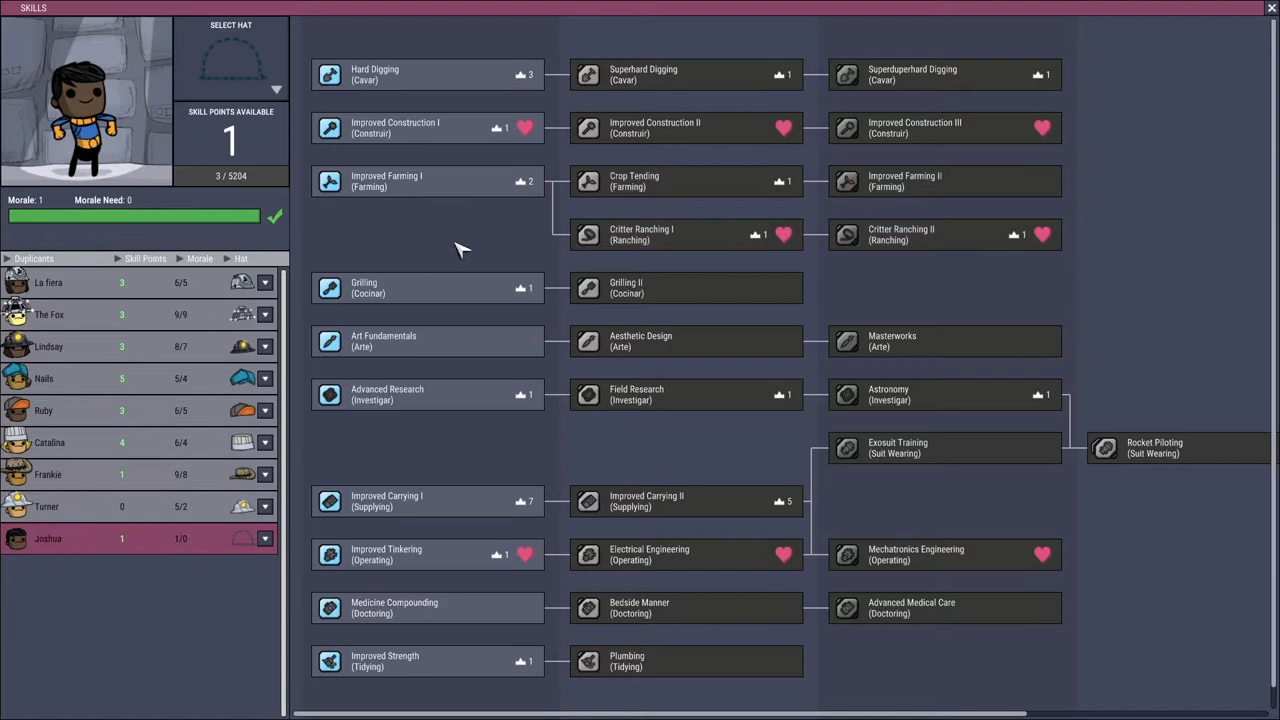 SKILLS
SELECT HAT
SKILL POINTS AVAILABLE
1
3 / 5204
Morale: 1 Morale Need: 0
Duplicants Skill Points Morale Hat
La fiera 3 6/5
The Fox 3 9/9
Lindsay 3 8/7
Nails 5 5/4
Ruby 3 6/5
Catalina 4 6/4
Frankie 1 9/8
Turner 0 5/2
Joshua 1 1/0
Hard Digging
(Cavar)
3
Superhard Digging
(Cavar)
1
Superduperhard Digging
(Cavar)
1
Improved Construction I
(Construir)
1
Improved Construction II
(Construir)
Improved Construction III
(Construir)
Improved Farming I
(Farming)
2
Crop Tending
(Farming)
1
Improved Farming II
(Farming)
Critter Ranching I
(Ranching)
1
Critter Ranching II
(Ranching)
1
Grilling
(Cocinar)
1
Grilling II
(Cocinar)
Art Fundamentals
(Arte)
Aesthetic Design
(Arte)
Masterworks
(Arte)
Advanced Research
(Investigar)
1
Field Research
(Investigar)
1
Astronomy
(Investigar)
1
Exosuit Training
(Suit Wearing)
Rocket Piloting
(Suit Wearing)
Improved Carrying I
(Supplying)
7
Improved Carrying II
(Supplying)
5
Improved Tinkering
(Operating)
1
Electrical Engineering
(Operating)
Mechatronics Engineering
(Operating)
Medicine Compounding
(Doctoring)
Bedside Manner
(Doctoring)
Advanced Medical Care
(Doctoring)
Improved Strength
(Tidying)
1
Plumbing
(Tidying)